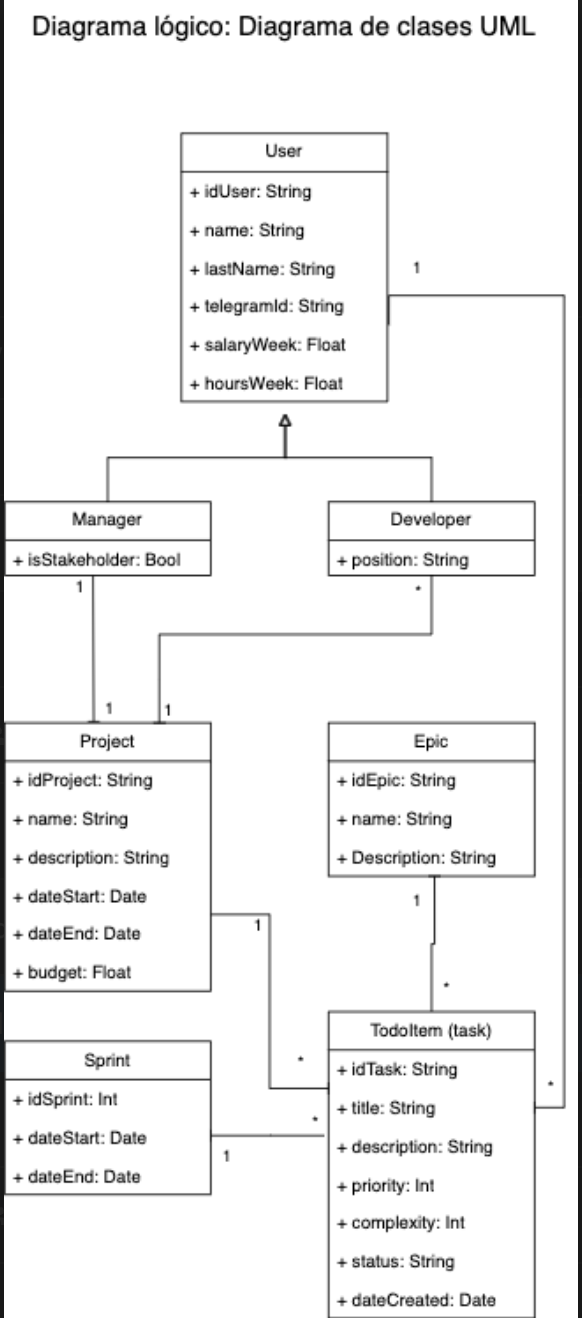 Diagrama lógico: Diagrama de clases UML
User
+ idUser: String
+ name: String
+ lastName: String
+ telegramId: String
+ salaryWeek: Float
+ hoursWeek: Float
1
Manager
+ isStakeholder: Bool
Developer
+ position: String
1
*
1
1
Project
+ idProject: String
+ name: String
+ description: String
+ dateStart: Date
+ dateEnd: Date
+ budget: Float
Epic
+ idEpic: String
+ name: String
+ Description: String
1
*
1
*
Sprint
+ idSprint: Int
+ dateStart: Date
+ dateEnd: Date
1
*
TodoItem (task)
+ idTask: String
+ title: String
+ description: String
+ priority: Int
+ complexity: Int
+ status: String
+ dateCreated: Date
*